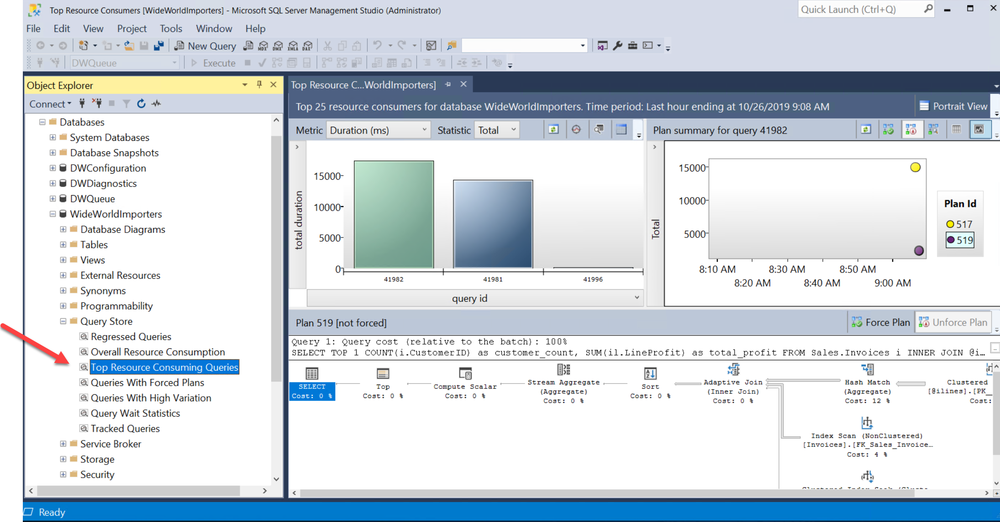 Top Resource Consumers [WideWorldImporters] - Microsoft SQL Server Management Studio (Administrator)
Quick Launch (Ctrl+Q)
File Edit View Project Tools Window Help
New Query MDX DMX XMLA DAX
DWQueue Execute
Object Explorer
Connect
Databases
System Databases
Database Snapshots
DWConfiguration
DWDiagnostics
DWQueue
WideWorldImporters
Database Diagrams
Tables
Views
External Resources
Synonyms
Programmability
Query Store
Regressed Queries
Overall Resource Consumption
Top Resource Consuming Queries
Queries With Forced Plans
Queries With High Variation
Query Wait Statistics
Tracked Queries
Service Broker
Storage
Security
Top Resource C...WorldImporters]
Top 25 resource consumers for database WideWorldImporters. Time period: Last hour ending at 10/26/2019 9:08 AM
Portrait View
Metric Duration (ms) Statistic Total
total duration
15000
10000
5000
0
41982 41981 41996
query id
Plan summary for query 41982
Total
15000
10000
5000
8:10 AM 8:30 AM 8:50 AM
8:20 AM 8:40 AM 9:00 AM
Plan Id
517
519
Plan 519 [not forced]
Force Plan Unforce Plan
Query 1: Query cost (relative to the batch): 100%
SELECT TOP 1 COUNT(i.CustomerID) as customer_count, SUM(il.LineProfit) as total_profit FROM Sales.Invoices i INNER JOIN @i…
SELECT
Cost: 0 %
Top
Cost: 0 %
Compute Scalar
Cost: 0 %
Stream Aggregate
(Aggregate)
Cost: 0 %
Sort
Cost: 0 %
Adaptive Join
(Inner Join)
Cost: 0 %
Hash Match
(Aggregate)
Cost: 12 %
Clustered
[@ilines].[PK_
Cost:
Index Scan (NonClustered)
[Invoices].[FK_Sales_Invoice…
Cost: 4 %
Ready